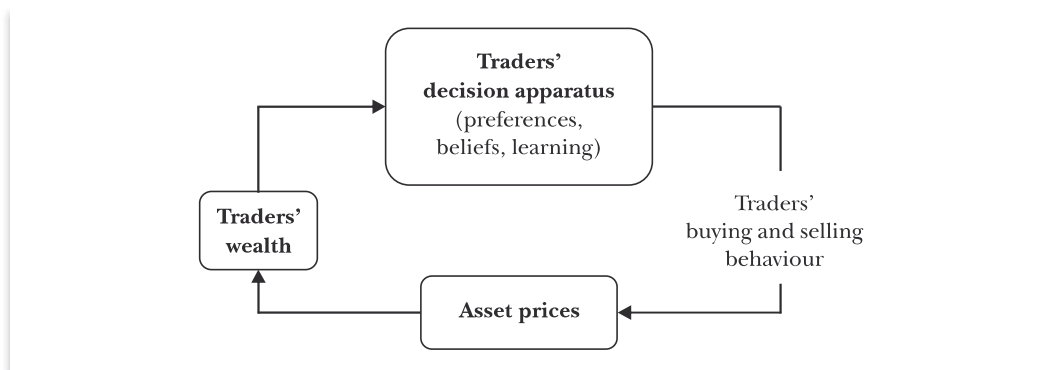 Traders’
decision apparatus
(preferences,
beliefs, learning)
Traders’
wealth
Traders’
buying and selling
behaviour
Asset prices